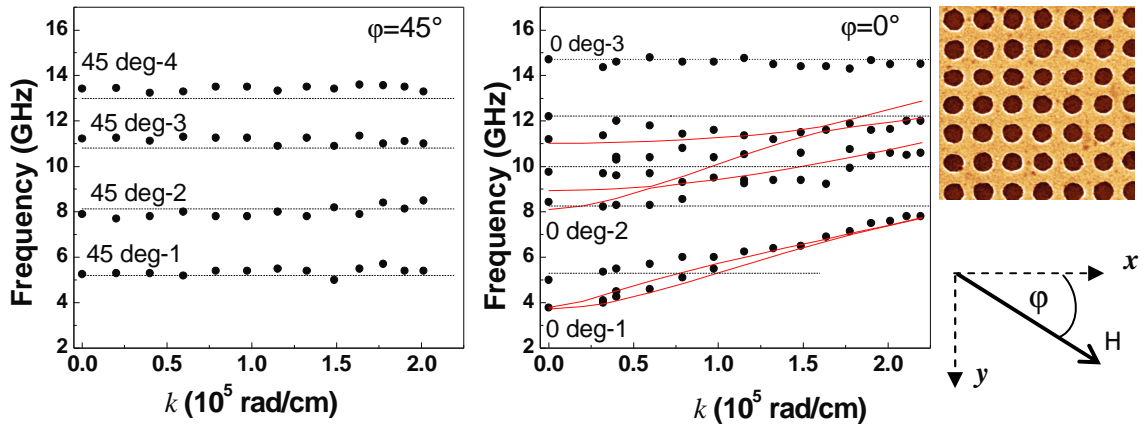 φ=45°
45 deg-4
45 deg-3
45 deg-2
45 deg-1
16
14
12
10
8
6
4
2
Frequency (GHz)
0.0 0.5 1.0 1.5 2.0
k (10⁵ rad/cm)
φ=0°
0 deg-3
0 deg-2
0 deg-1
16
14
12
10
8
6
4
2
Frequency (GHz)
0.0 0.5 1.0 1.5 2.0
k (10⁵ rad/cm)
x
φ
H
y